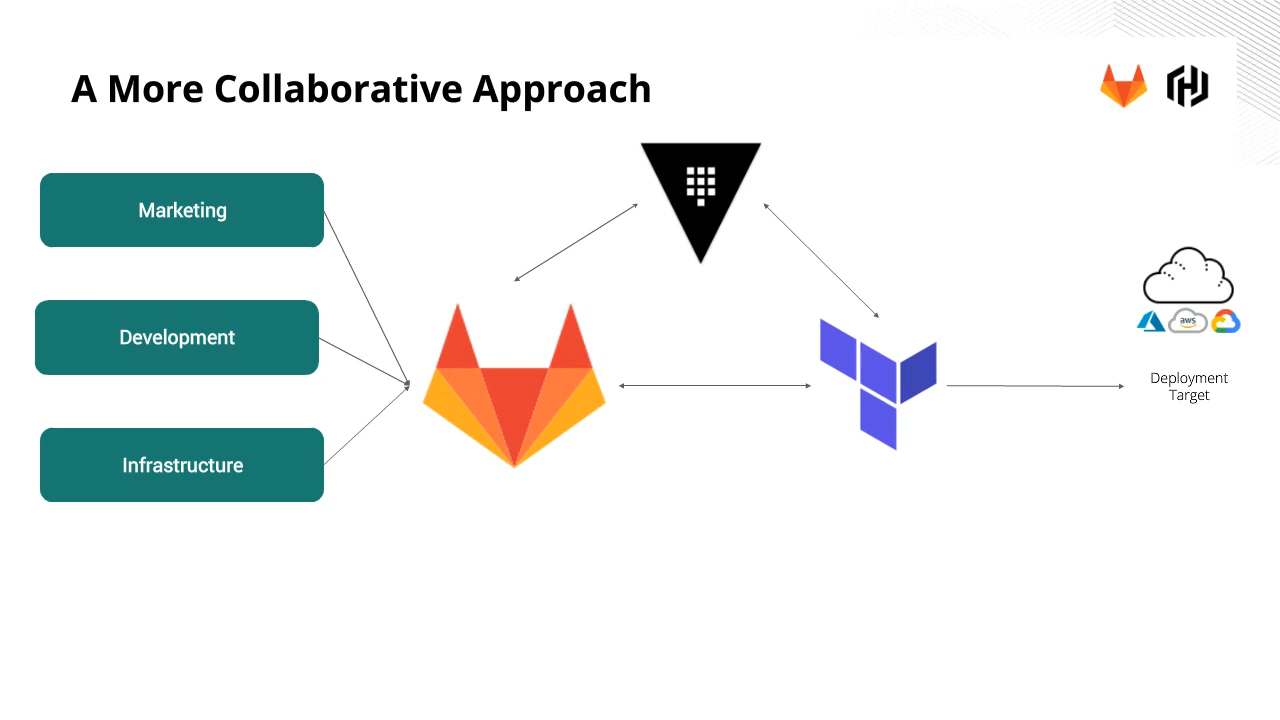 A More Collaborative Approach
Marketing
Development
Infrastructure
aws
Deployment
Target